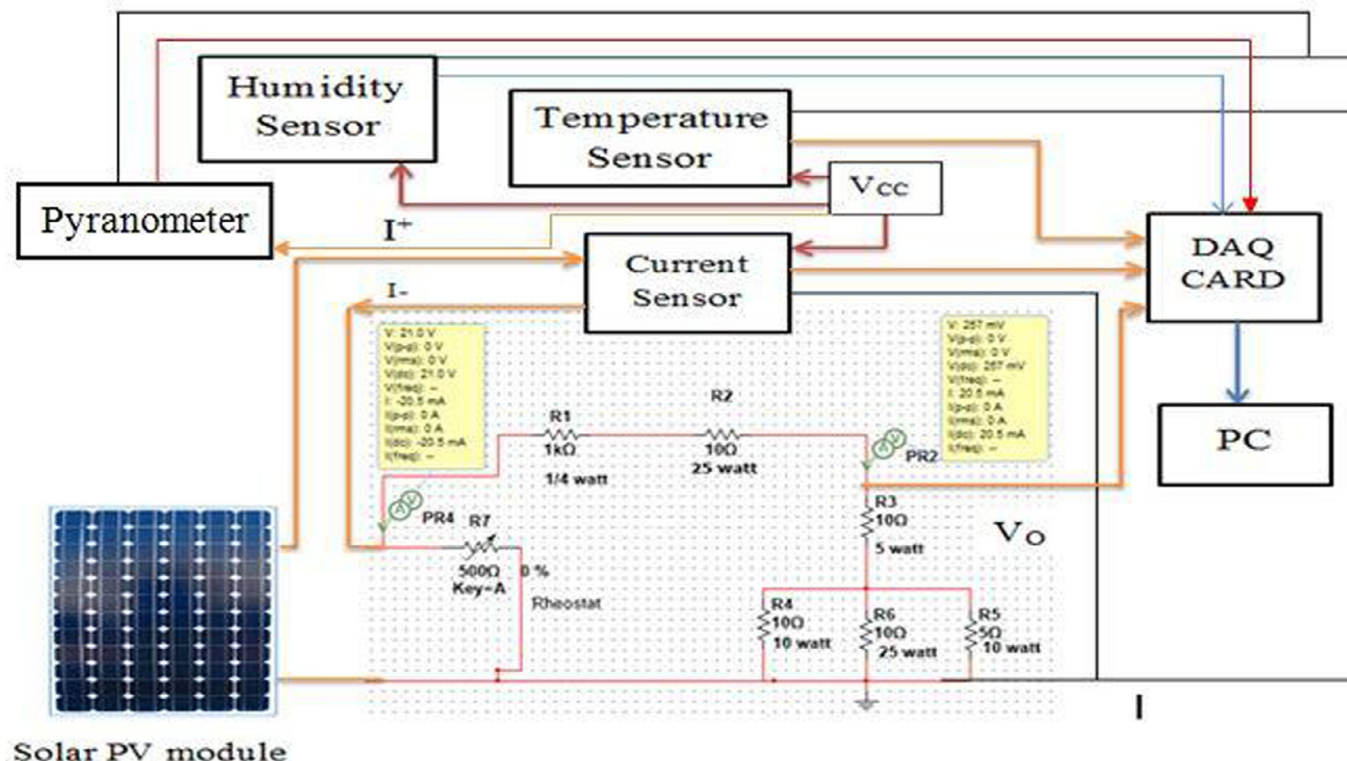 Humidity
Sensor
Temperature
Sensor
Pyranometer
VCC
I+
Current
Sensor
I-
DAQ
CARD
PC
V: 21.0 V
V(p-p): 0 V
V(rms): 0 V
V(dc): 21.0 V
V(freq): --
I: -20.5 mA
I(p-p): 0 A
I(rms): 0 A
I(dc): -20.5 mA
I(freq): --
V: 257 mV
V(p-p): 0 V
V(rms): 0 V
V(dc): 257 mV
V(freq): --
I: 20.5 mA
I(p-p): 0 A
I(rms): 0 A
I(dc): 20.5 mA
I(freq): --
R1
1kΩ
1/4 watt
R2
10Ω
25 watt
PR2
PR4
R7
500Ω 0 %
Key=A
Rheostat
R3
10Ω
5 watt
VO
R4
10Ω
10 watt
R6
10Ω
25 watt
R5
5Ω
10 watt
Solar PV module